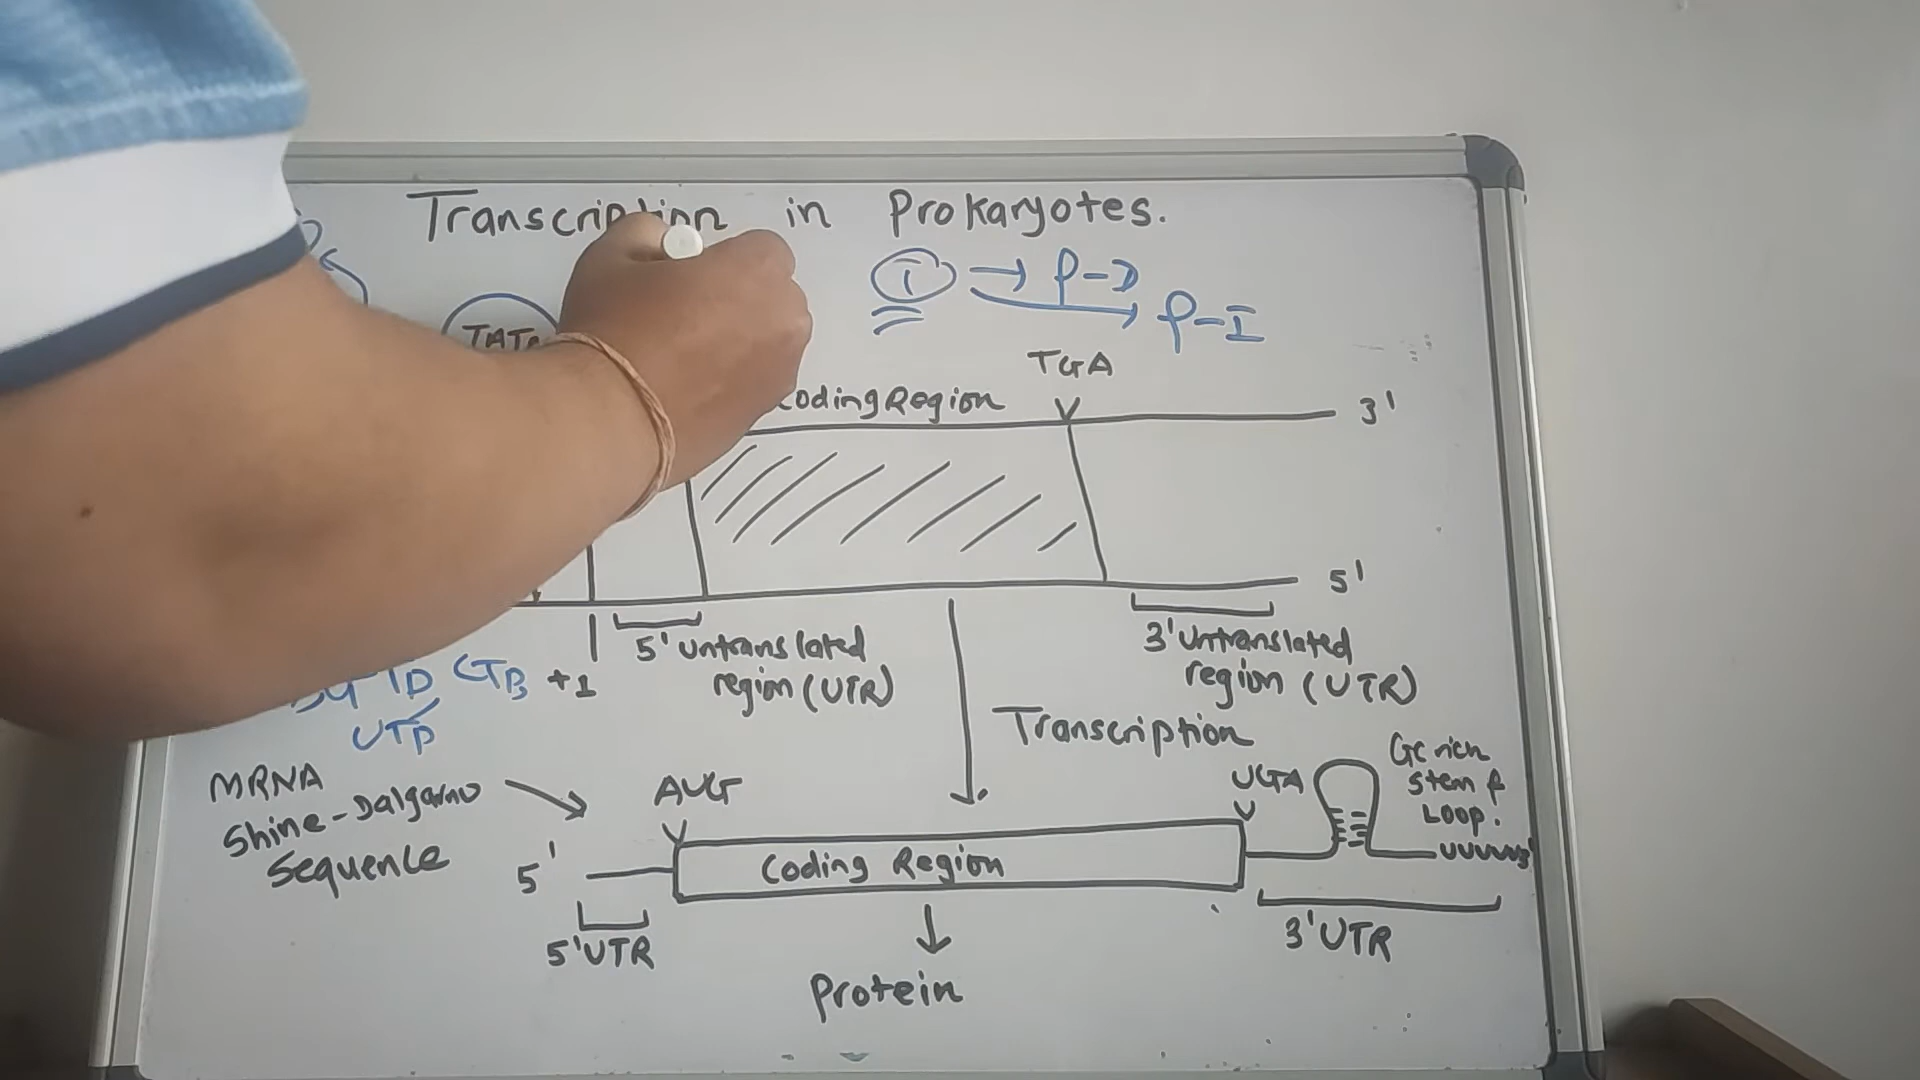 Transcription in Prokaryotes.
T → ρ-D
ρ-I
TGA
Coding Region
3'
5'
5' untranslated
region (UTR)
3' untranslated
region (UTR)
+1
UTP
Transcription
MRNA
Shine-Dalgarno
Sequence
AUG
UGA
GC rich
Stem &
Loop.
5'
Coding Region
5'UTR
3'UTR
Protein